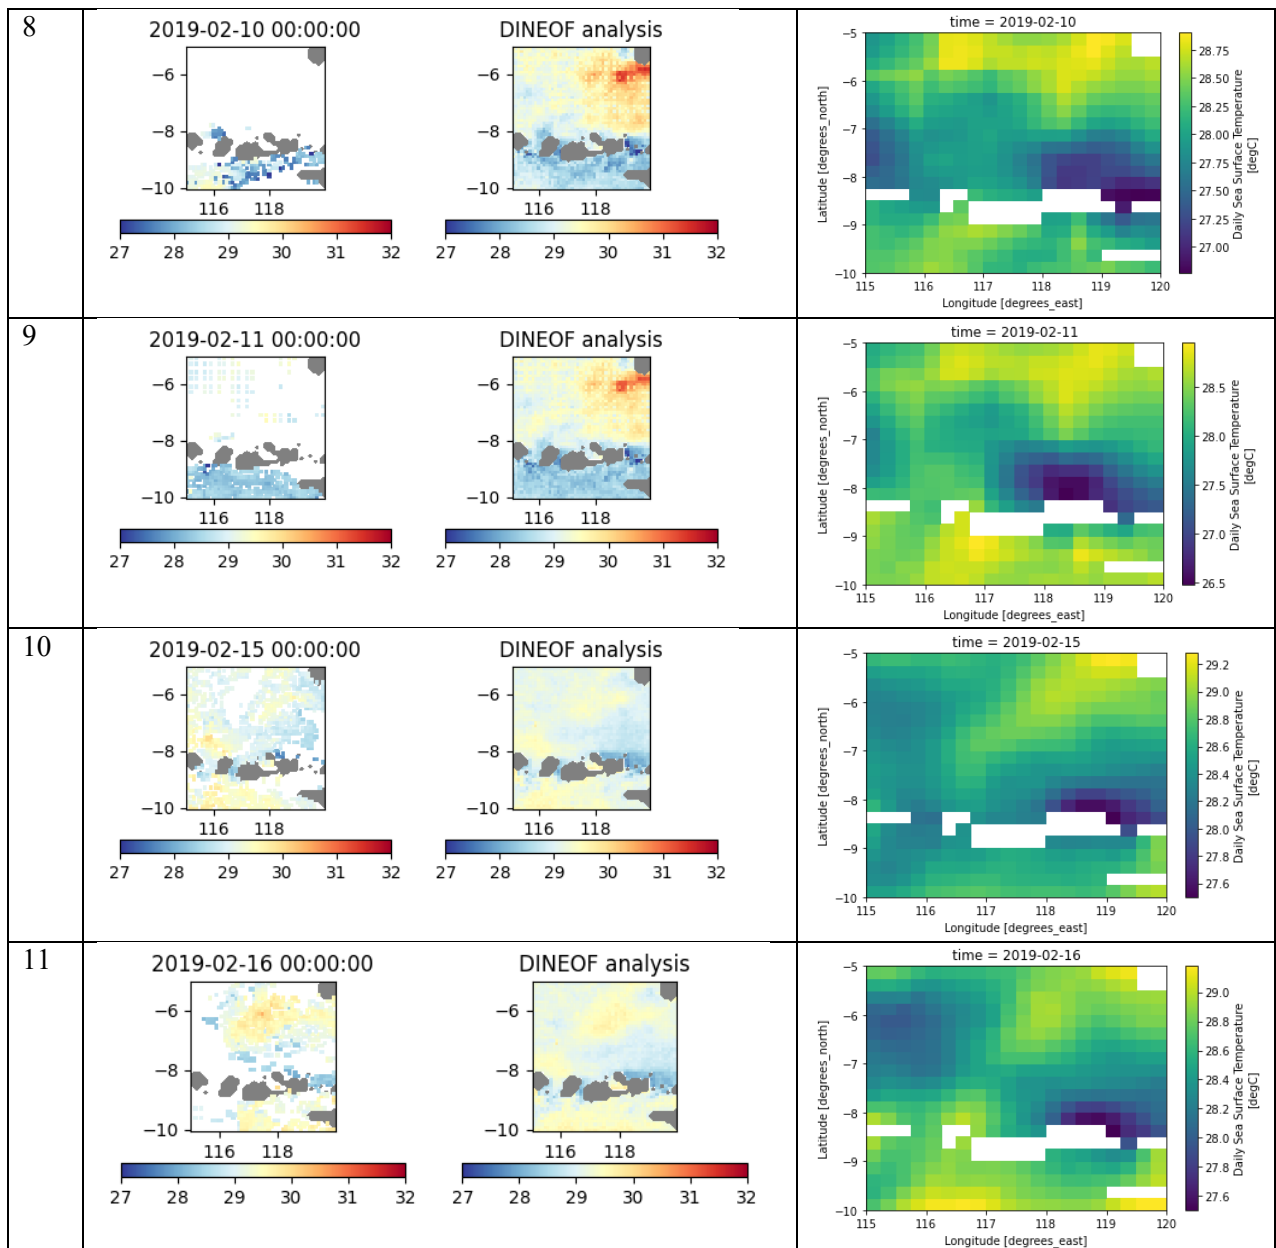 8
2019-02-10 00:00:00
DINEOF analysis
−6
−8
−10
116 118
27 28 29 30 31 32
−6
−8
−10
116 118
27 28 29 30 31 32
time = 2019-02-10
−5
−6
−7
−8
−9
−10
115 116 117 118 119 120
Longitude [degrees_east]
Latitude [degrees_north]
28.75
28.50
28.25
28.00
27.75
27.50
27.25
27.00
Daily Sea Surface Temperature
[degC]
9
2019-02-11 00:00:00
DINEOF analysis
−6
−8
−10
116 118
27 28 29 30 31 32
−6
−8
−10
116 118
27 28 29 30 31 32
time = 2019-02-11
−5
−6
−7
−8
−9
−10
115 116 117 118 119 120
Longitude [degrees_east]
Latitude [degrees_north]
28.5
28.0
27.5
27.0
26.5
Daily Sea Surface Temperature
[degC]
10
2019-02-15 00:00:00
DINEOF analysis
−6
−8
−10
116 118
27 28 29 30 31 32
−6
−8
−10
116 118
27 28 29 30 31 32
time = 2019-02-15
−5
−6
−7
−8
−9
−10
115 116 117 118 119 120
Longitude [degrees_east]
Latitude [degrees_north]
29.2
29.0
28.8
28.6
28.4
28.2
28.0
27.8
27.6
Daily Sea Surface Temperature
[degC]
11
2019-02-16 00:00:00
DINEOF analysis
−6
−8
−10
116 118
27 28 29 30 31 32
−6
−8
−10
116 118
27 28 29 30 31 32
time = 2019-02-16
−5
−6
−7
−8
−9
−10
115 116 117 118 119 120
Longitude [degrees_east]
Latitude [degrees_north]
29.0
28.8
28.6
28.4
28.2
28.0
27.8
27.6
Daily Sea Surface Temperature
[degC]